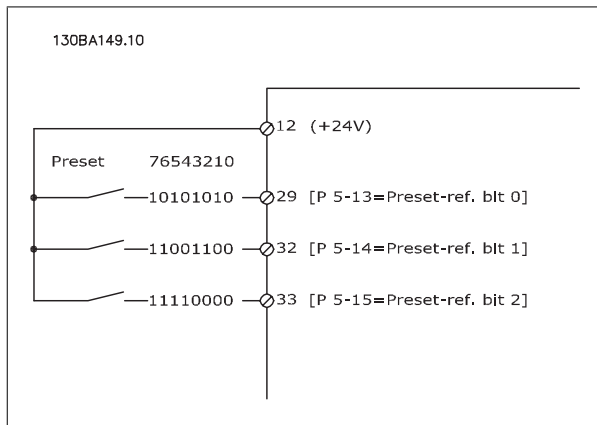 130BA149.10
12 (+24V)
Preset 76543210
10101010 29 [P 5-13=Preset-ref. bit 0]
11001100 32 [P 5-14=Preset-ref. bit 1]
11110000 33 [P 5-15=Preset-ref. bit 2]